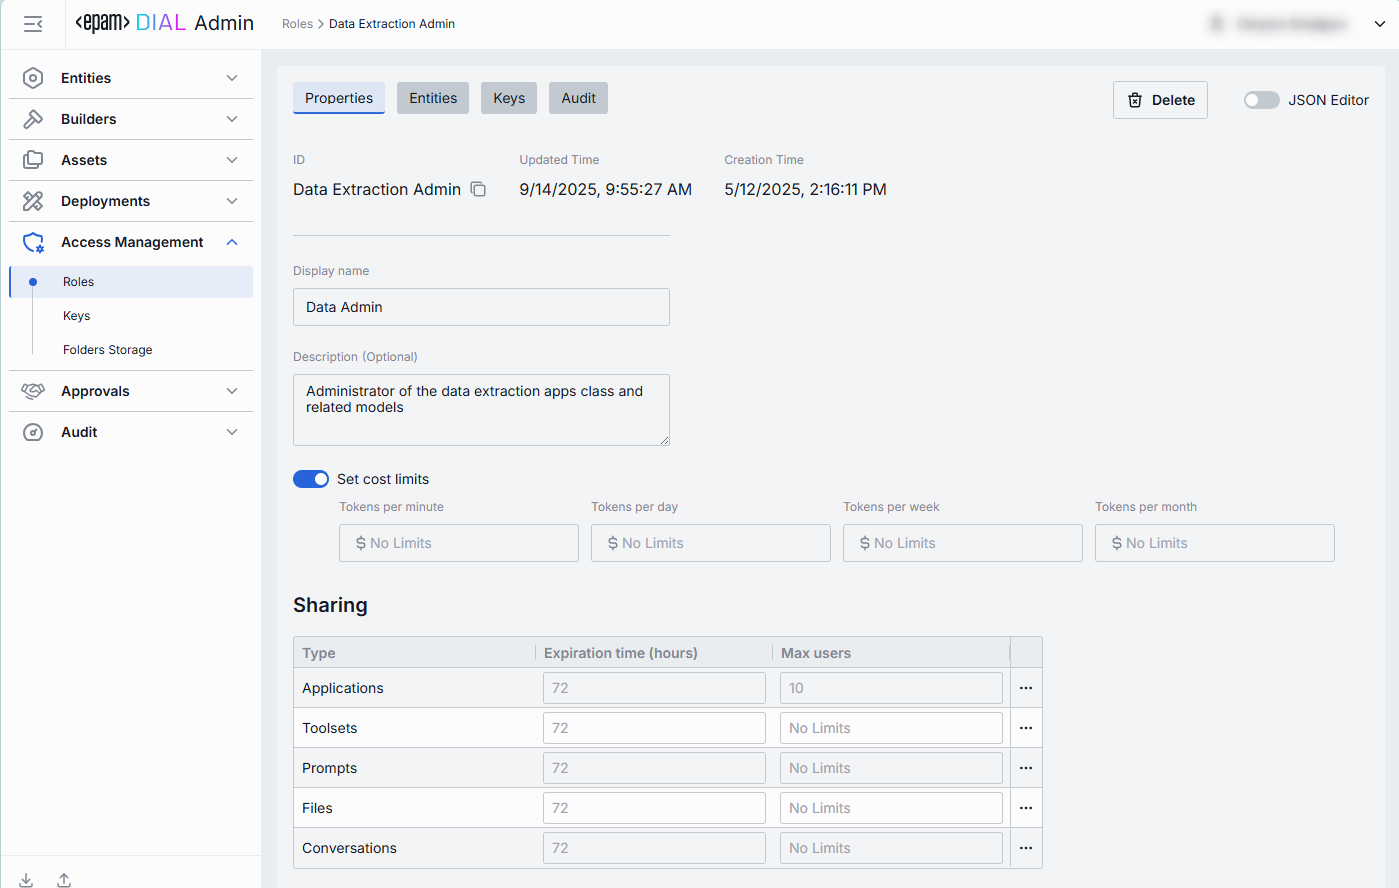 <epam> DIAL Admin
Roles > Data Extraction Admin
Entities
Builders
Assets
Deployments
Access Management
Roles
Keys
Folders Storage
Approvals
Audit
Properties Entities Keys Audit
Delete
JSON Editor
ID Updated Time Creation Time
Data Extraction Admin 9/14/2025, 9:55:27 AM 5/12/2025, 2:16:11 PM
Display name
Data Admin
Description (Optional)
Administrator of the data extraction apps class and
related models
Set cost limits
Tokens per minute Tokens per day Tokens per week Tokens per month
$ No Limits $ No Limits $ No Limits $ No Limits
Sharing
Type Expiration time (hours) Max users
Applications 72 10
Toolsets 72 No Limits
Prompts 72 No Limits
Files 72 No Limits
Conversations 72 No Limits